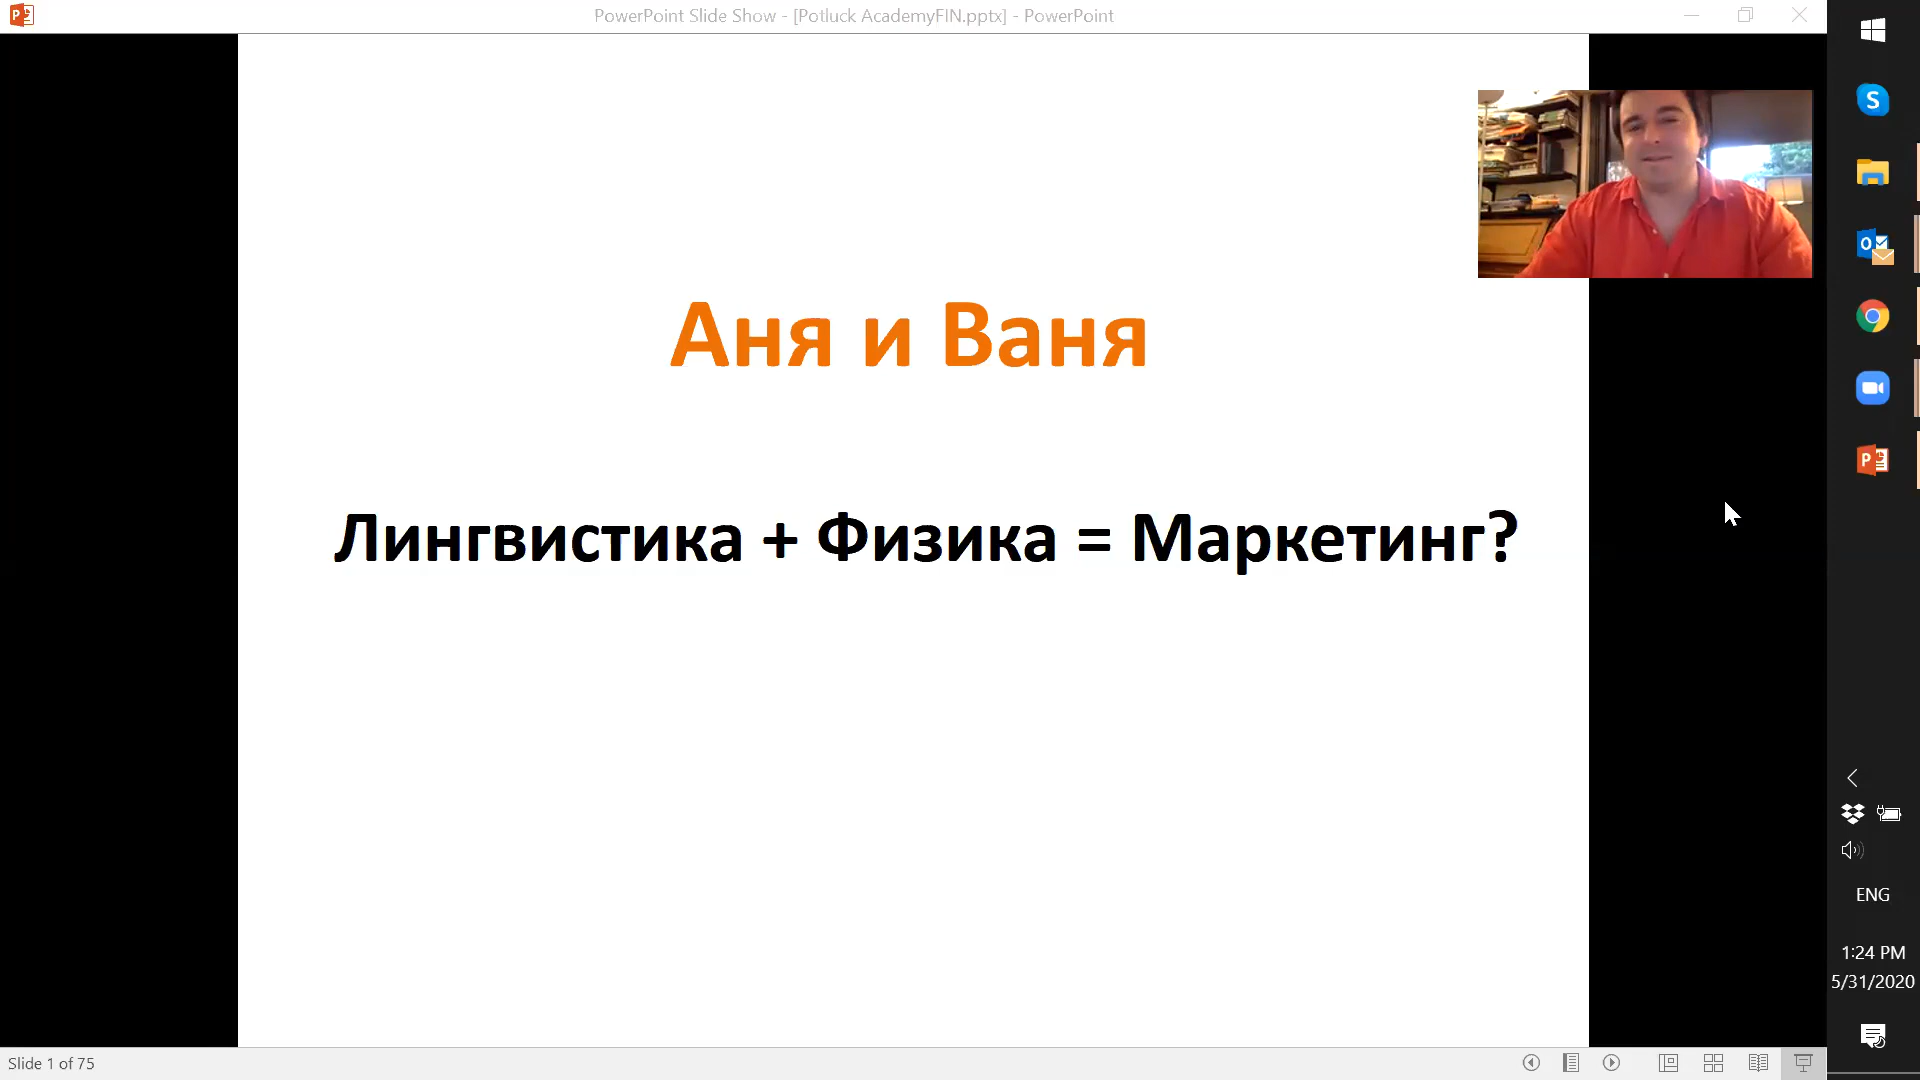 PowerPoint Slide Show - [Potluck AcademyFIN.pptx] - PowerPoint
Аня и Ваня
Лингвистика + Физика = Маркетинг?
ENG
1:24 PM
5/31/2020
Slide 1 of 75